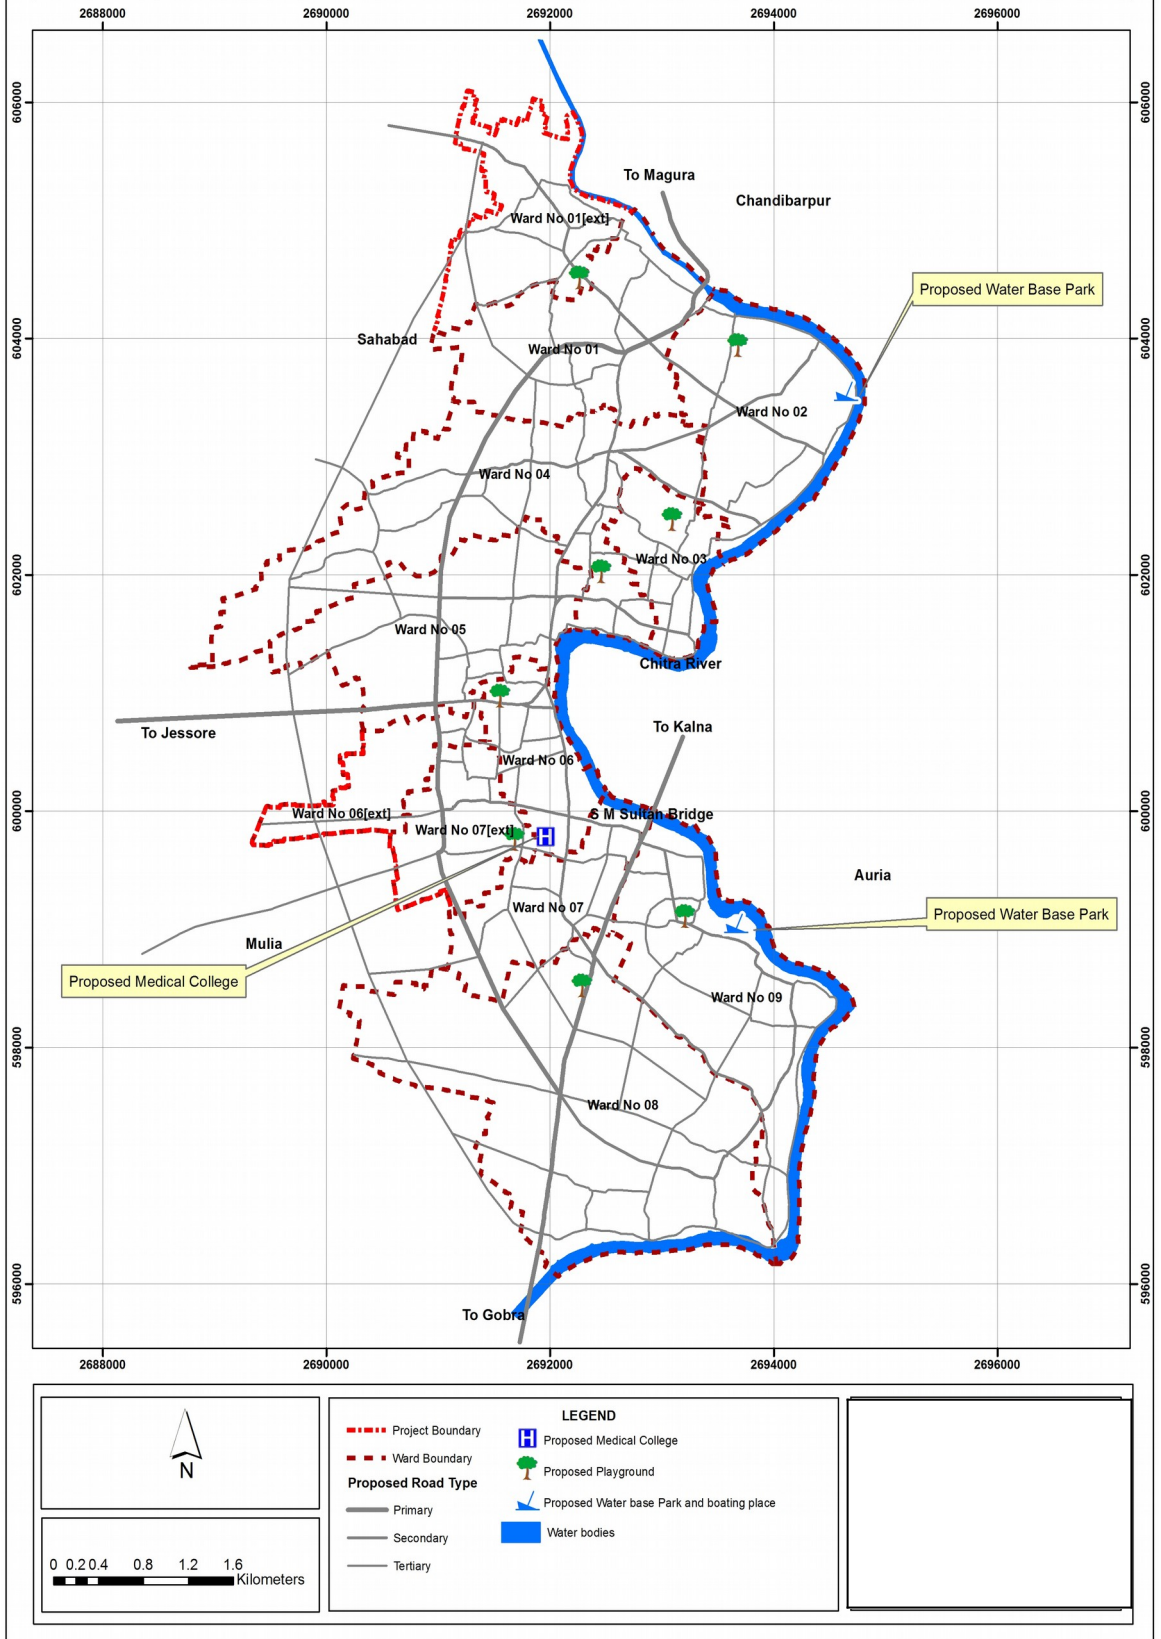 2688000 2690000 2692000 2694000 2696000
606000 606000
To Magura
Chandibarpur
Ward No 01[ext]
Proposed Water Base Park
604000 604000
Sahabad
Ward No 01
Ward No 02
Ward No 04
Ward No 03
602000 602000
Ward No 05
Chitra River
To Kalna
To Jessore
Ward No 06
600000 600000
Ward No 06[ext]
S M Sultan Bridge
Ward No 07[ext]
Auria
Ward No 07
Proposed Water Base Park
Mulia
Proposed Medical College
Ward No 09
598000 598000
Ward No 08
596000 596000
To Gobra
2688000 2690000 2692000 2694000 2696000
N
0 0.2 0.4 0.8 1.2 1.6
Kilometers
LEGEND
Project Boundary
Ward Boundary
Proposed Road Type
Primary
Secondary
Tertiary
H Proposed Medical College
Proposed Playground
Proposed Water base Park and boating place
Water bodies
H